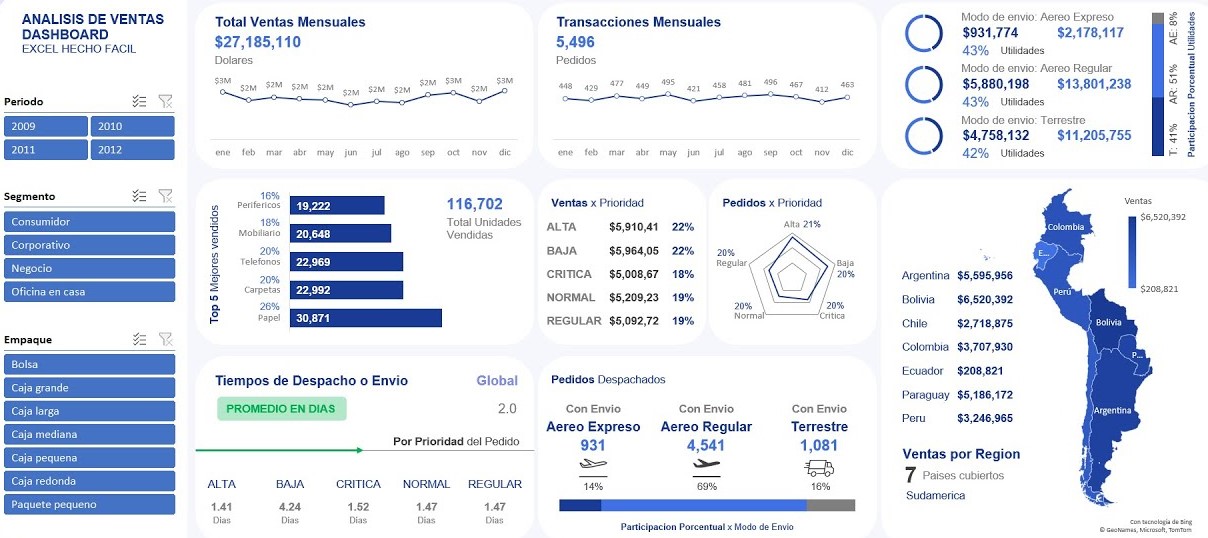 ANALISIS DE VENTAS
DASHBOARD
EXCEL HECHO FACIL
Periodo
2009
2010
2011
2012
Segmento
Consumidor
Corporativo
Negocio
Oficina en casa
Empaque
Bolsa
Caja grande
Caja larga
Caja mediana
Caja pequena
Caja redonda
Paquete pequeno
Total Ventas Mensuales
$27,185,110
Dolares
$3M $2M $2M $2M $2M $2M $2M $2M $2M $3M $2M $3M
ene feb mar abr may jun jul ago sep oct nov dic
Transacciones Mensuales
5,496
Pedidos
448 429 477 449 495 421 458 481 496 467 412 463
ene feb mar abr may jun jul ago sep oct nov dic
Modo de envio: Aereo Expreso
$931,774 $2,178,117
43% Utilidades
Modo de envio: Aereo Regular
$5,880,198 $13,801,238
43% Utilidades
Modo de envio: Terrestre
$4,758,132 $11,205,755
42% Utilidades
T: 41% AR: 51% AE: 8%
Participacion Porcentual Utilidades
Top 5 Mejores vendidos
16%
Perifericos
19,222
18%
Mobiliario
20,648
20%
Telefonos
22,969
20%
Carpetas
22,992
26%
Papel
30,871
116,702
Total Unidades
Vendidas
Ventas x Prioridad
ALTA $5,910,41 22%
BAJA $5,964,05 22%
CRITICA $5,008,67 18%
NORMAL $5,209,23 19%
REGULAR $5,092,72 19%
Pedidos x Prioridad
Alta 21%
Baja
20%
20%
Critica
20%
Normal
20%
Regular
Tiempos de Despacho o Envio
Global
PROMEDIO EN DIAS
2.0
Por Prioridad del Pedido
ALTA BAJA CRITICA NORMAL REGULAR
1.41 4.24 1.52 1.47 1.47
Días Días Días Días Días
Pedidos Despachados
Con Envio Con Envio Con Envio
Aereo Expreso Aereo Regular Terrestre
931 4,541 1,081
14% 69% 16%
Participacion Porcentual x Modo de Envio
Argentina $5,595,956
Bolivia $6,520,392
Chile $2,718,875
Colombia $3,707,930
Ecuador $208,821
Paraguay $5,186,172
Peru $3,246,965
Ventas por Region
7 Paises cubiertos
Sudamerica
Ventas
$6,520,392
$208,821
Colombia
E...
Perú
Bolivia
P...
Argentina
Con tecnología de Bing
© GeoNames, Microsoft, TomTom